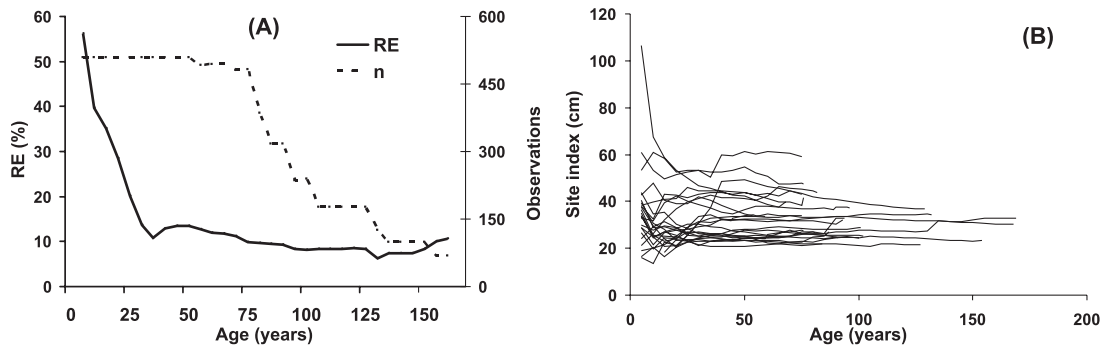 (A)
RE (%)
60
50
40
30
20
10
0
RE
n
600
450
300
150
0
Observations
0 25 50 75 100 125 150
Age (years)
(B)
Site index (cm)
120
100
80
60
40
20
0
0 50 100 150 200
Age (years)